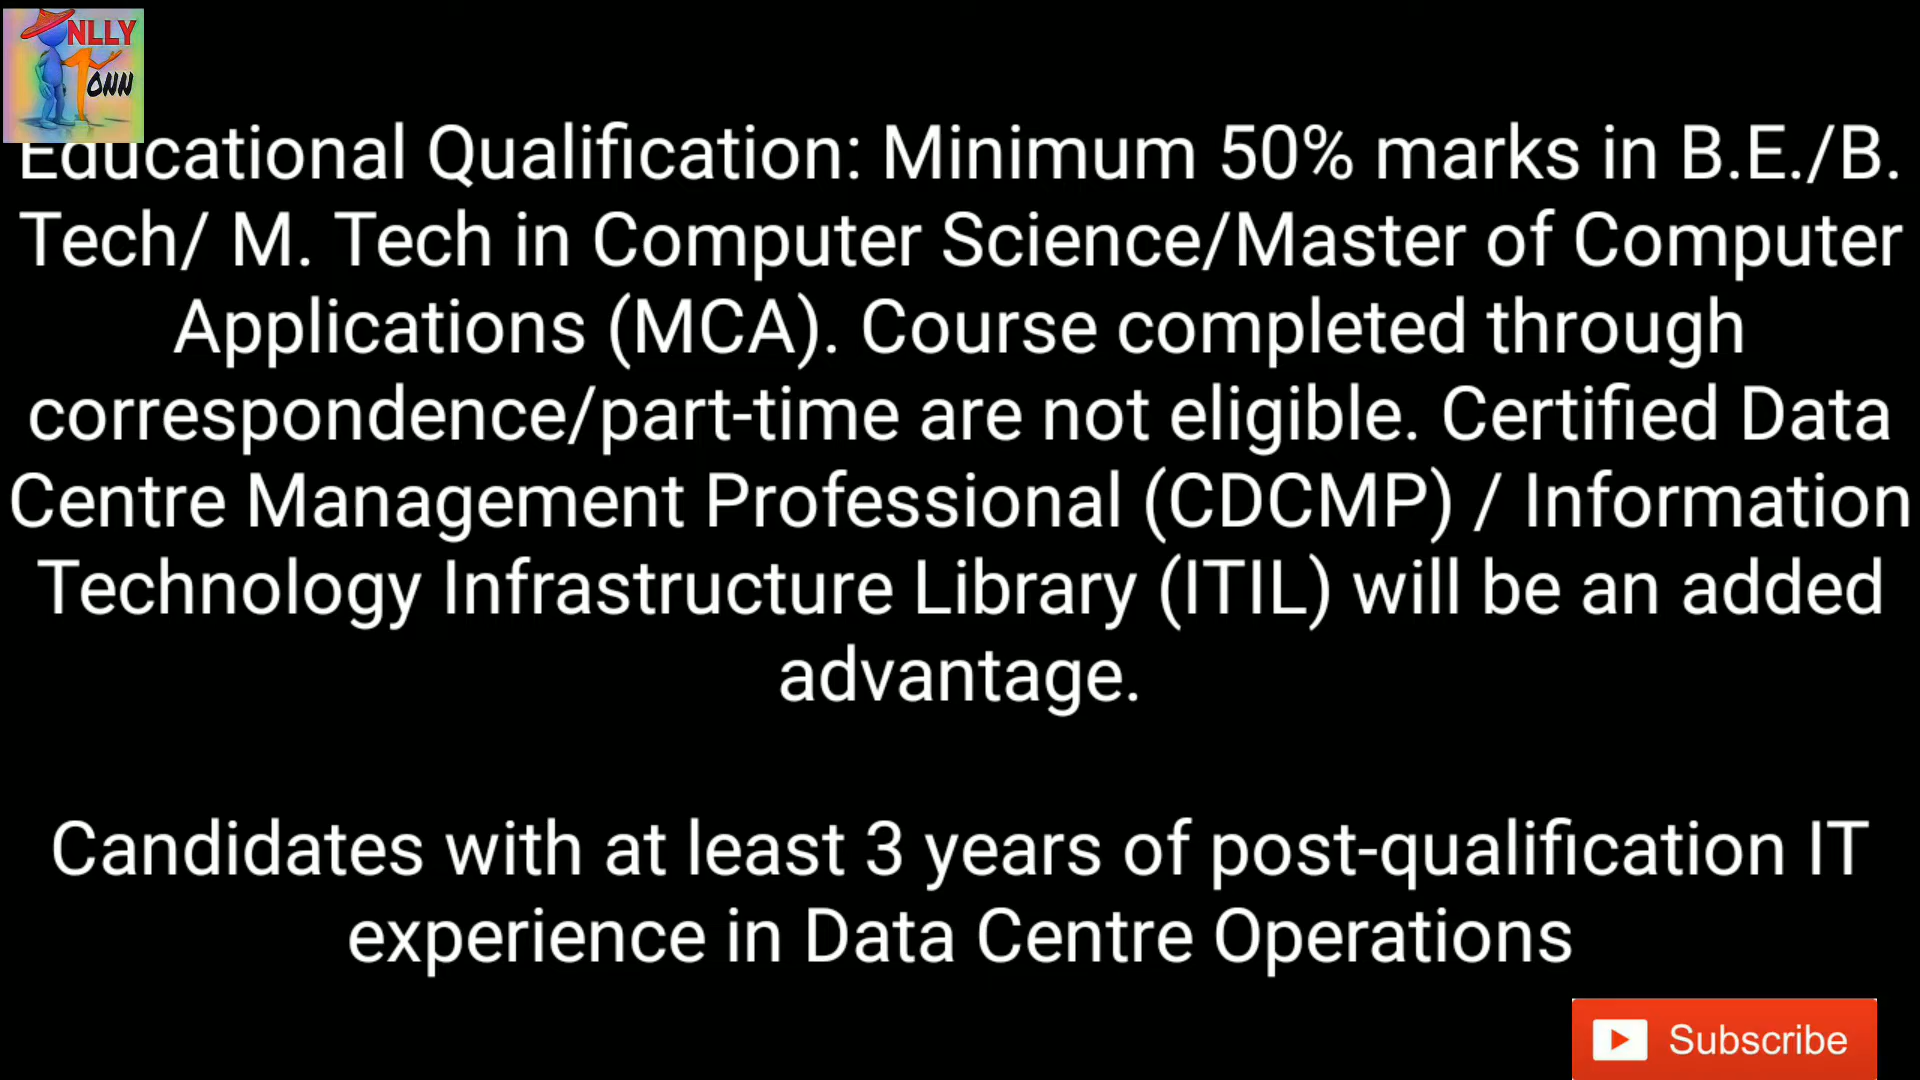 NLLY
1onn
Educational Qualification: Minimum 50% marks in B.E./B.
Tech/ M. Tech in Computer Science/Master of Computer
Applications (MCA). Course completed through
correspondence/part-time are not eligible. Certified Data
Centre Management Professional (CDCMP) / Information
Technology Infrastructure Library (ITIL) will be an added
advantage.
Candidates with at least 3 years of post-qualification IT
experience in Data Centre Operations
Subscribe